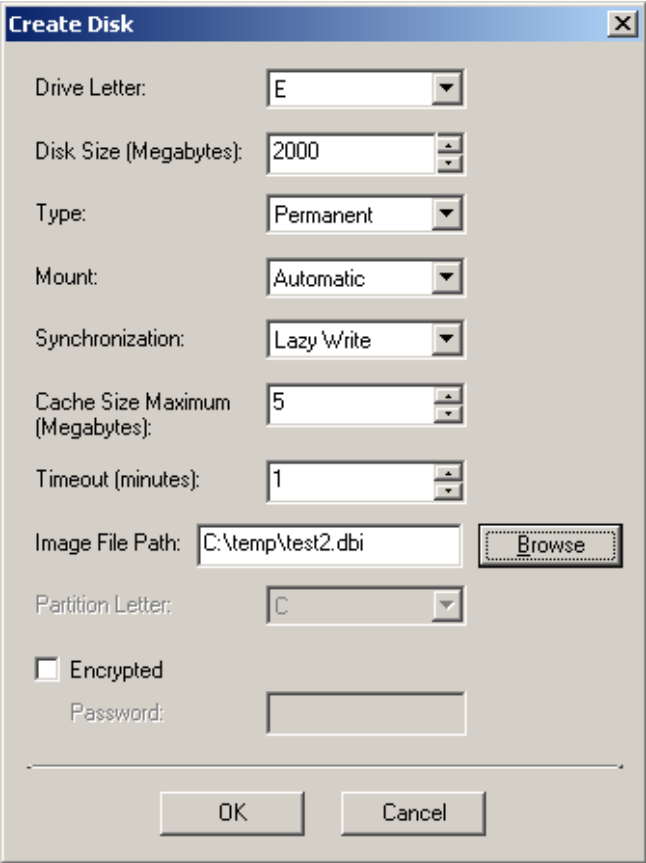 Create Disk
Drive Letter: E
Disk Size (Megabytes): 2000
Type: Permanent
Mount: Automatic
Synchronization: Lazy Write
Cache Size Maximum 5
(Megabytes):
Timeout (minutes): 1
Image File Path: C:\temp\test2.dbi Browse
Partition Letter: C
Encrypted
Password:
OK Cancel